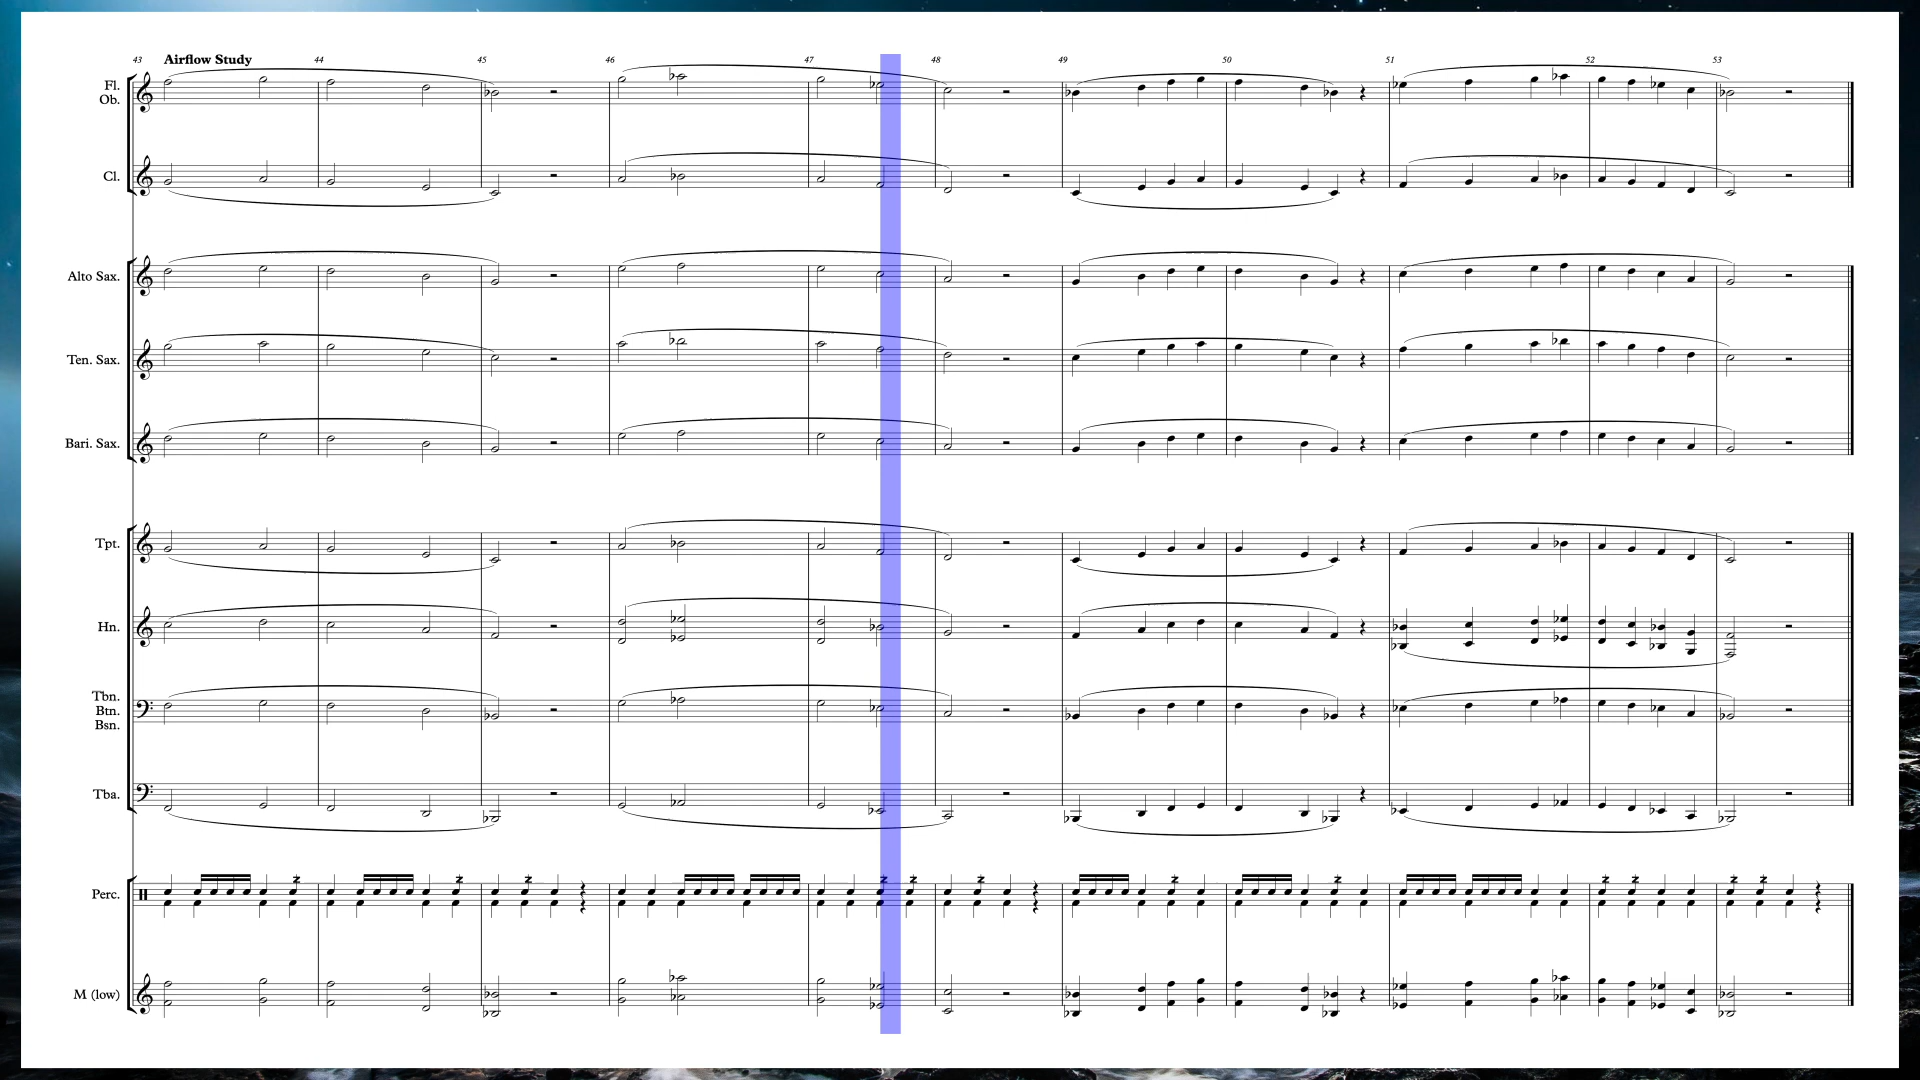 43 Airflow Study 44 45 46 47 48 49 50 51 52 53
Fl.
Ob.
Cl.
Alto Sax.
Ten. Sax.
Bari. Sax.
Tpt.
Hn.
Tbn.
Btn.
Bsn.
Tba.
Perc.
M (low)